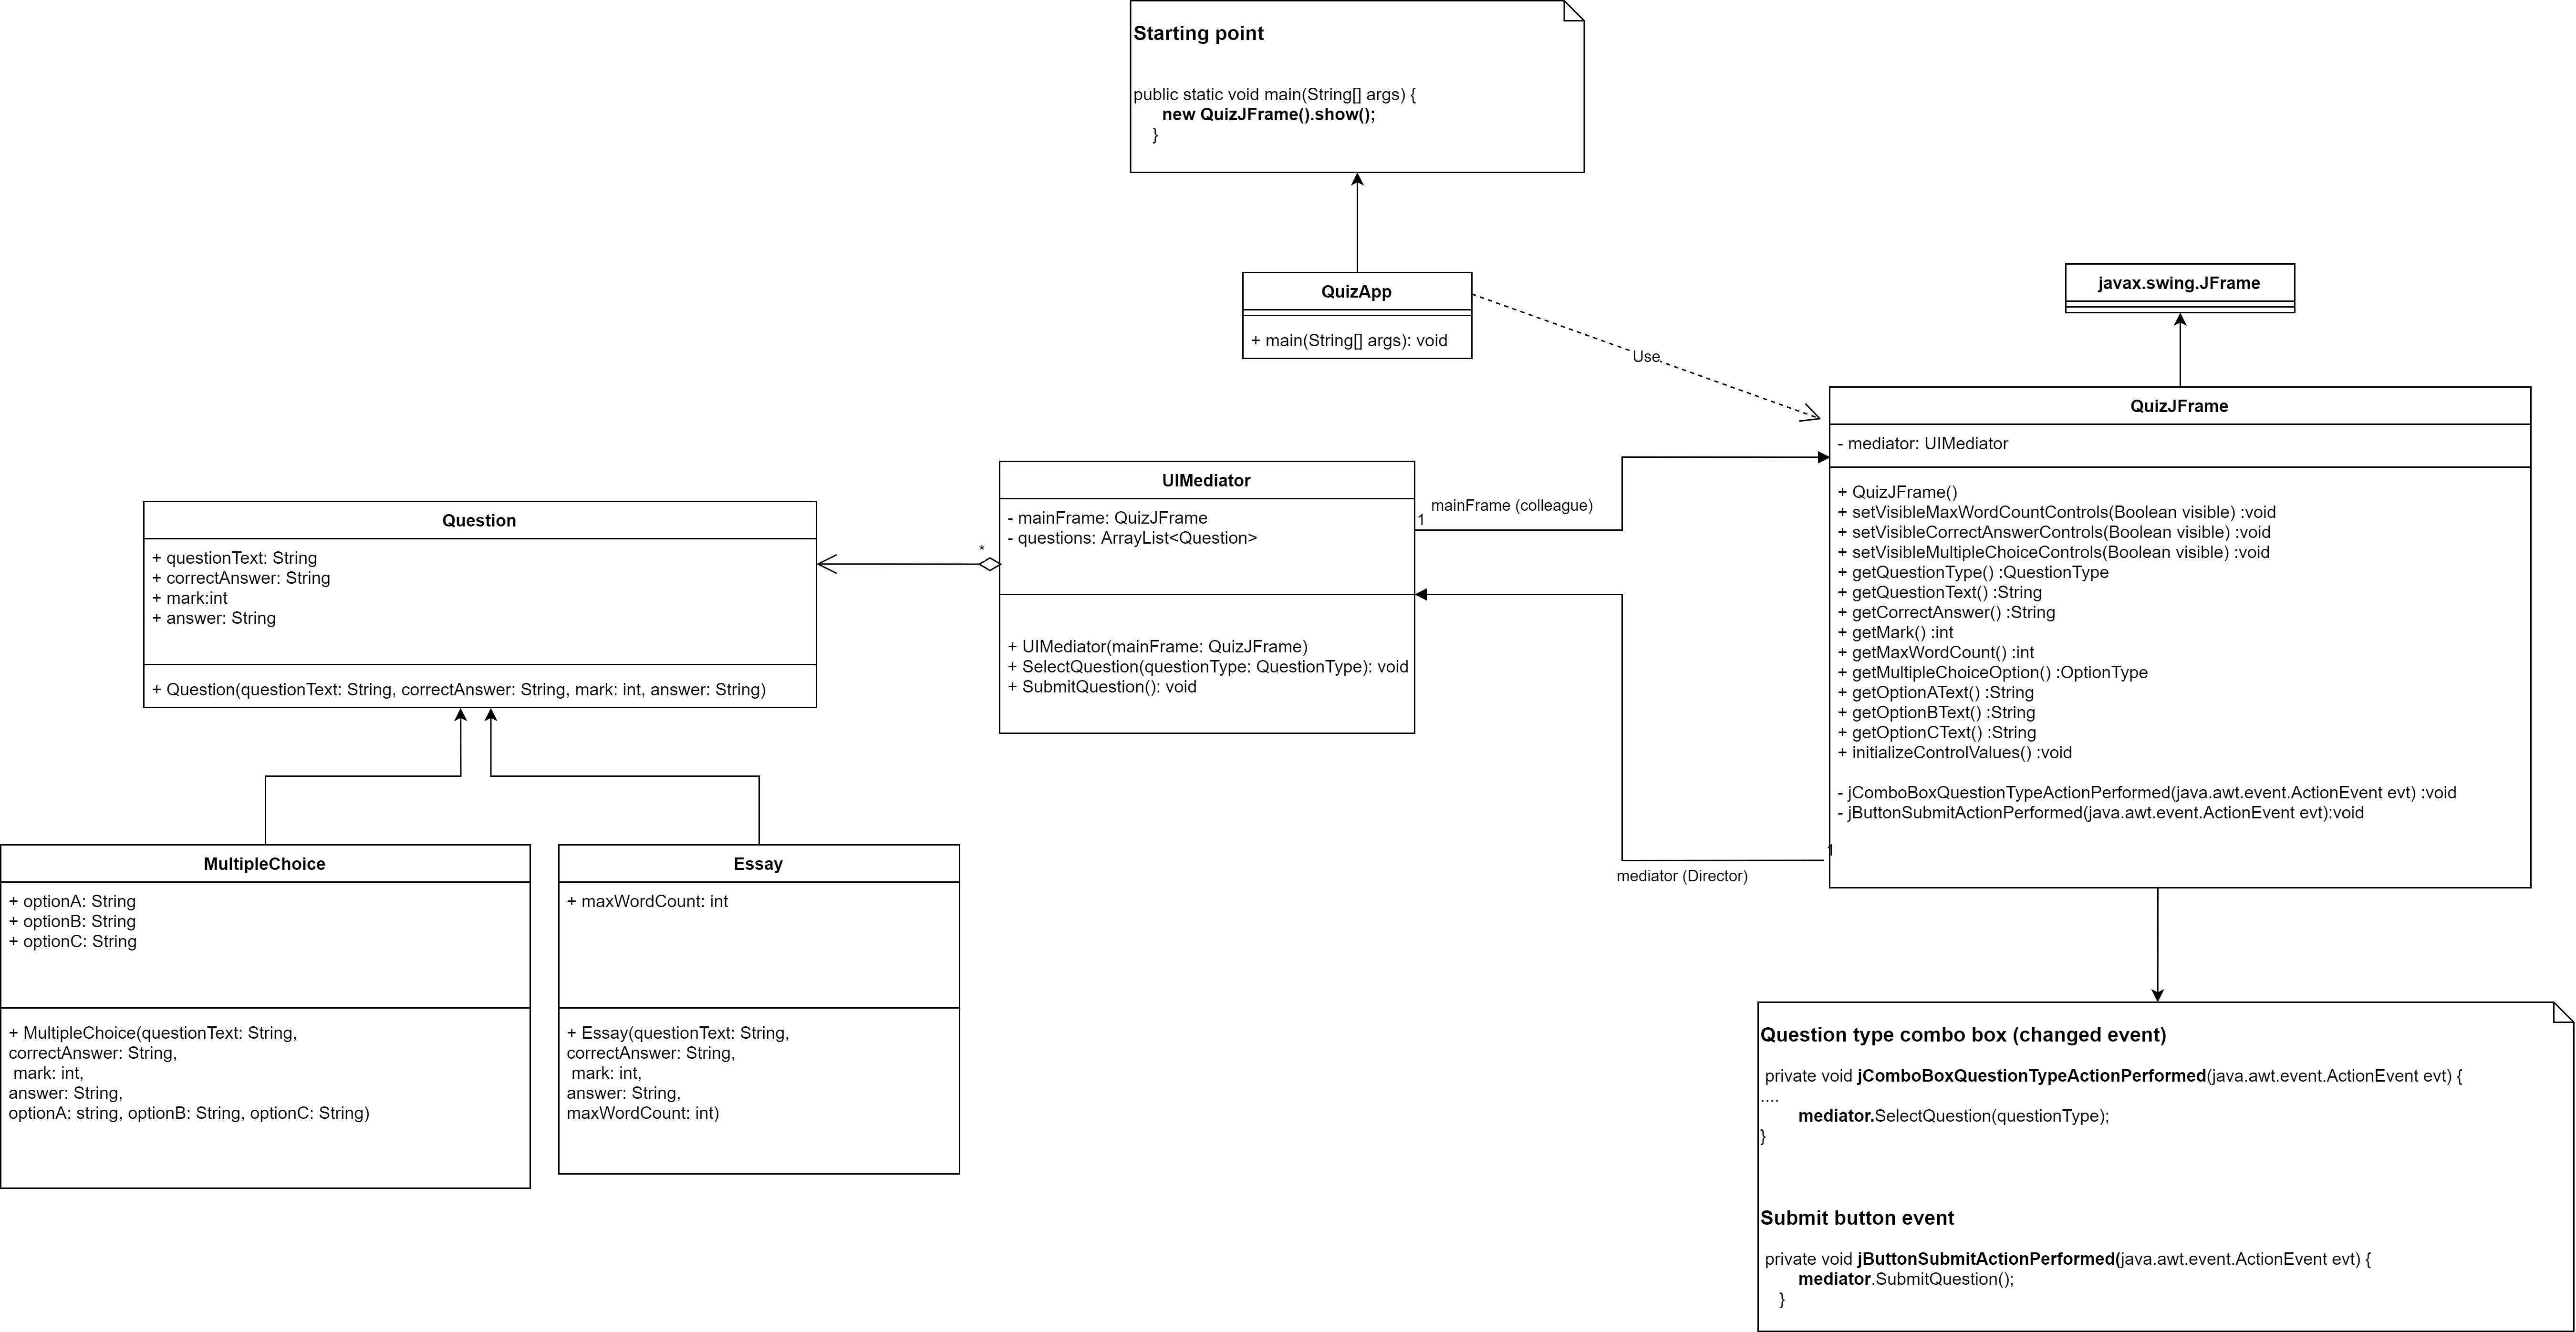 Starting point
public static void main(String[] args) {
new QuizJFrame().show();
}
QuizApp
+ main(String[] args): void
javax.swing.JFrame
Use
QuizJFrame
- mediator: UIMediator
+ QuizJFrame()
+ setVisibleMaxWordCountControls(Boolean visible) :void
+ setVisibleCorrectAnswerControls(Boolean visible) :void
+ setVisibleMultipleChoiceControls(Boolean visible) :void
+ getQuestionType() :QuestionType
+ getQuestionText() :String
+ getCorrectAnswer() :String
+ getMark() :int
+ getMaxWordCount() :int
+ getMultipleChoiceOption() :OptionType
+ getOptionAText() :String
+ getOptionBText() :String
+ getOptionCText() :String
+ initializeControlValues() :void
- jComboBoxQuestionTypeActionPerformed(java.awt.event.ActionEvent evt) :void
- jButtonSubmitActionPerformed(java.awt.event.ActionEvent evt):void
UIMediator
- mainFrame: QuizJFrame
- questions: ArrayList<Question>
+ UIMediator(mainFrame: QuizJFrame)
+ SelectQuestion(questionType: QuestionType): void
+ SubmitQuestion(): void
mainFrame (colleague)
1
*
1
mediator (Director)
Question
+ questionText: String
+ correctAnswer: String
+ mark:int
+ answer: String
+ Question(questionText: String, correctAnswer: String, mark: int, answer: String)
MultipleChoice
+ optionA: String
+ optionB: String
+ optionC: String
+ MultipleChoice(questionText: String,
correctAnswer: String,
mark: int,
answer: String,
optionA: string, optionB: String, optionC: String)
Essay
+ maxWordCount: int
+ Essay(questionText: String,
correctAnswer: String,
mark: int,
answer: String,
maxWordCount: int)
Question type combo box (changed event)
private void jComboBoxQuestionTypeActionPerformed(java.awt.event.ActionEvent evt) {
....
mediator.SelectQuestion(questionType);
}
Submit button event
private void jButtonSubmitActionPerformed(java.awt.event.ActionEvent evt) {
mediator.SubmitQuestion();
}